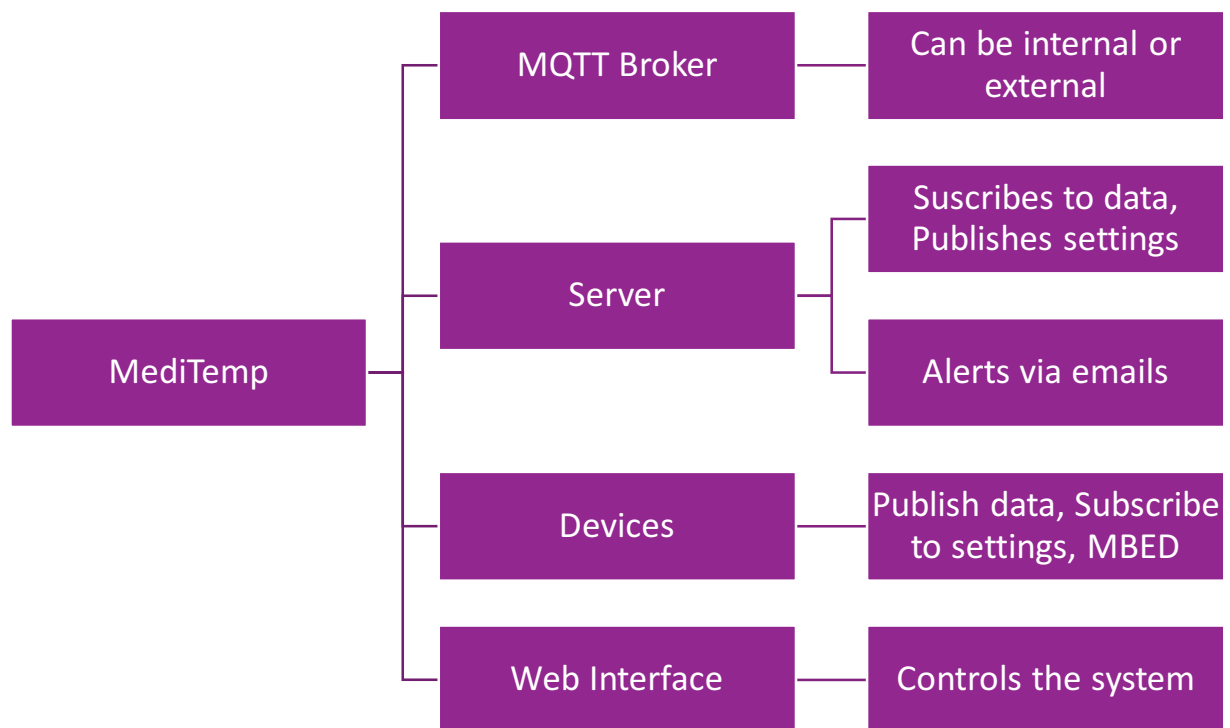 MQTT Broker
Can be internal or
external
Suscribes to data,
Publishes settings
Server
MediTemp
Alerts via emails
Devices
Publish data, Subscribe
to settings, MBED
Web Interface
Controls the system